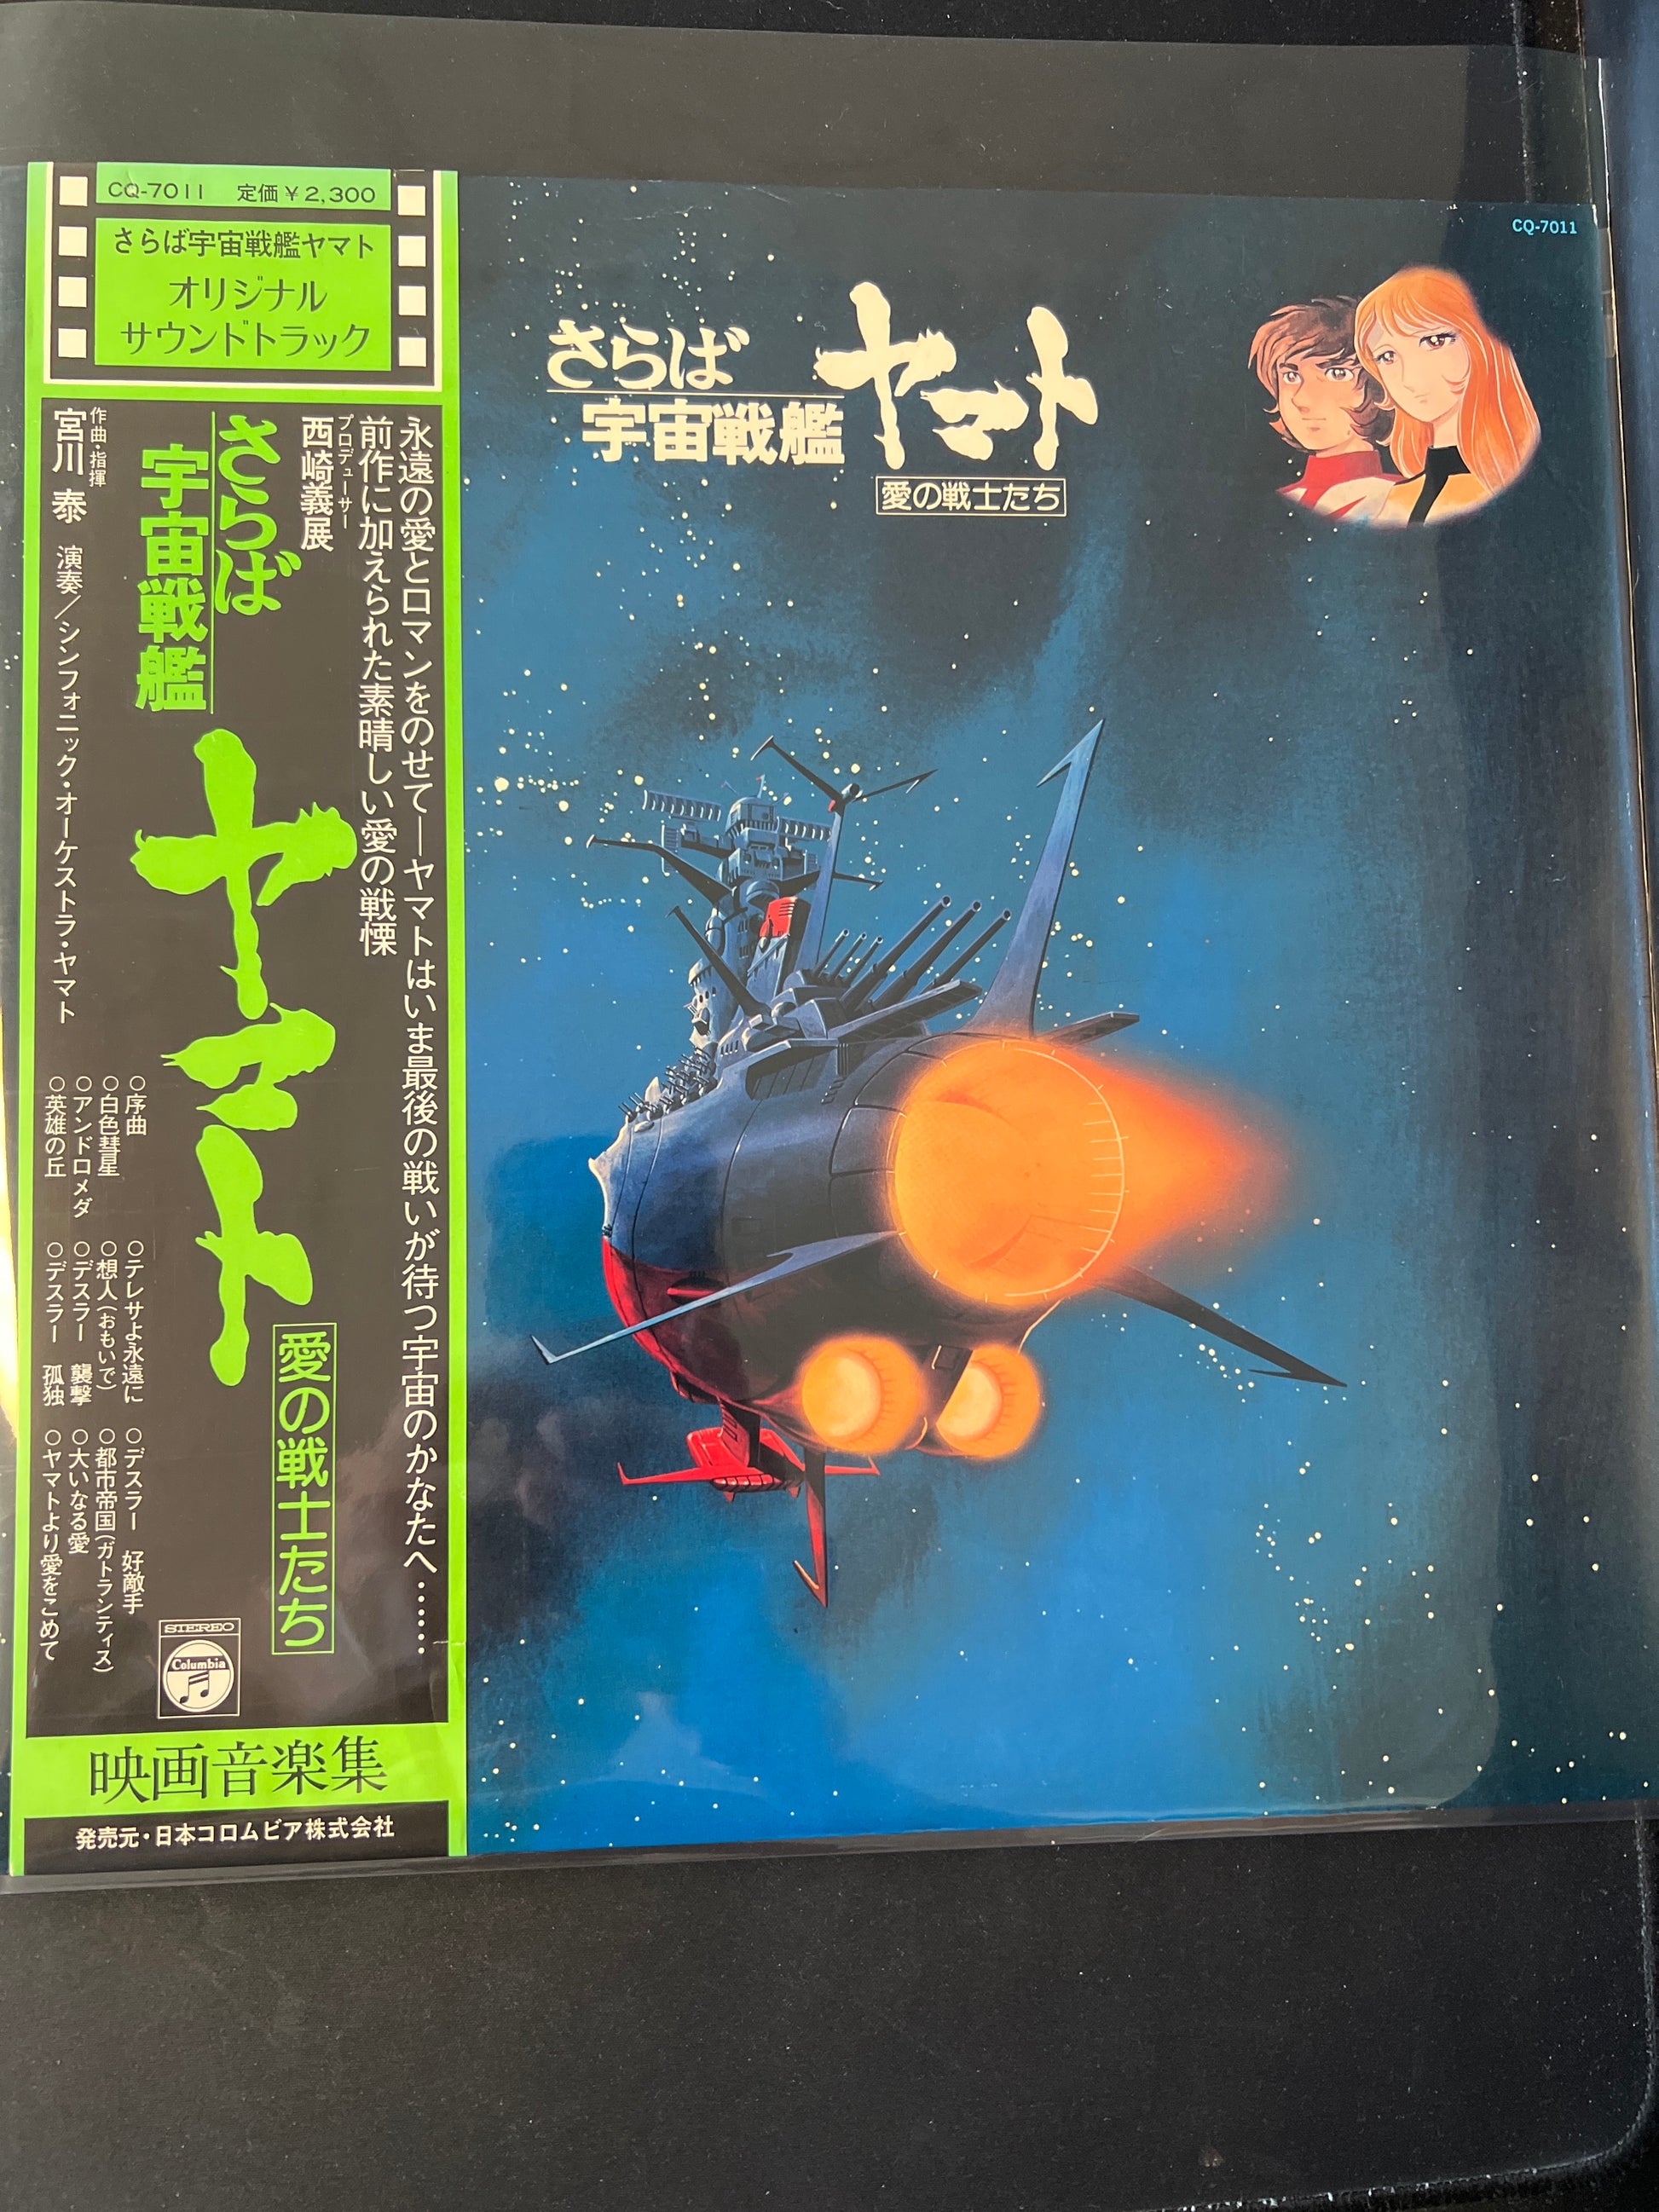 CQ-7011 定価￥2,300
さらば宇宙戦艦ヤマト
オリジナル
サウンドトラック
永遠の愛とロマンをのせて―ヤマトはいま最後の戦いが待つ宇宙のかなたへ……
前作に加えられた素晴しい愛の戦慄
プロデューサー
西崎義展
さらば
宇宙戦艦
ヤマト
愛の戦士たち
作曲・指揮
宮川 泰 演奏／シンフォニック・オーケストラ・ヤマト
○序曲
○白色彗星
○アンドロメダ
○英雄の丘
○テレサよ永遠に
○想人(おもいで)
○デスラー 襲撃
○デスラー 孤独
○デスラー 好敵手
○都市帝国(ガトランティス)
○大いなる愛
○ヤマトより愛をこめて
STEREO
Columbia
映画音楽集
発売元・日本コロムビア株式会社
CQ-7011
さらば
宇宙戦艦
ヤマト
愛の戦士たち